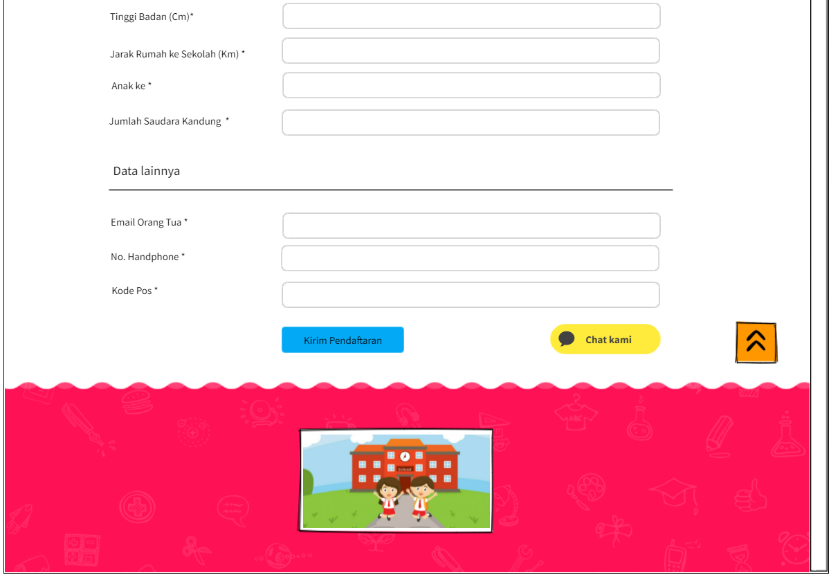 Tinggi Badan (Cm)*
Jarak Rumah ke Sekolah (Km) *
Anak ke *
Jumlah Saudara Kandung *
Data lainnya
Email Orang Tua *
No. Handphone *
Kode Pos *
Kirim Pendaftaran
Chat kami
ABC